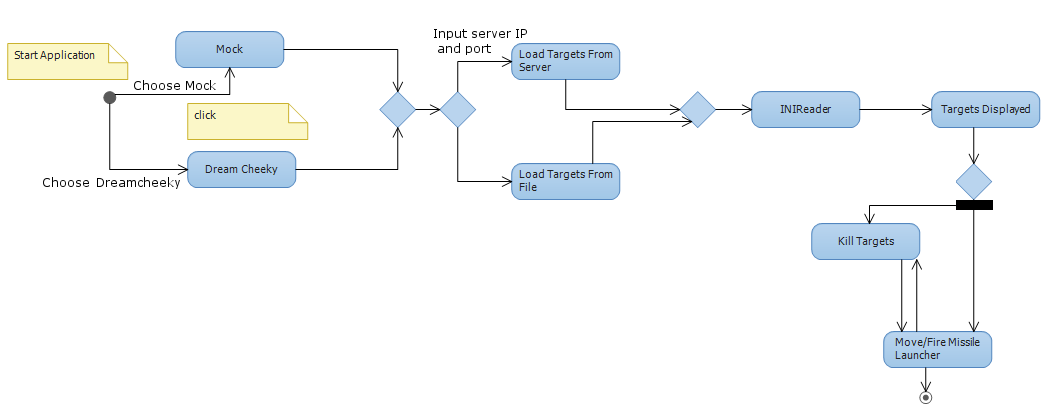 Start Application
Mock
Choose Mock
click
Dream Cheeky
Choose Dreamcheeky
Input server IP
and port
Load Targets From
Server
Load Targets From
File
INIReader
Targets Displayed
Kill Targets
Move/Fire Missile
Launcher